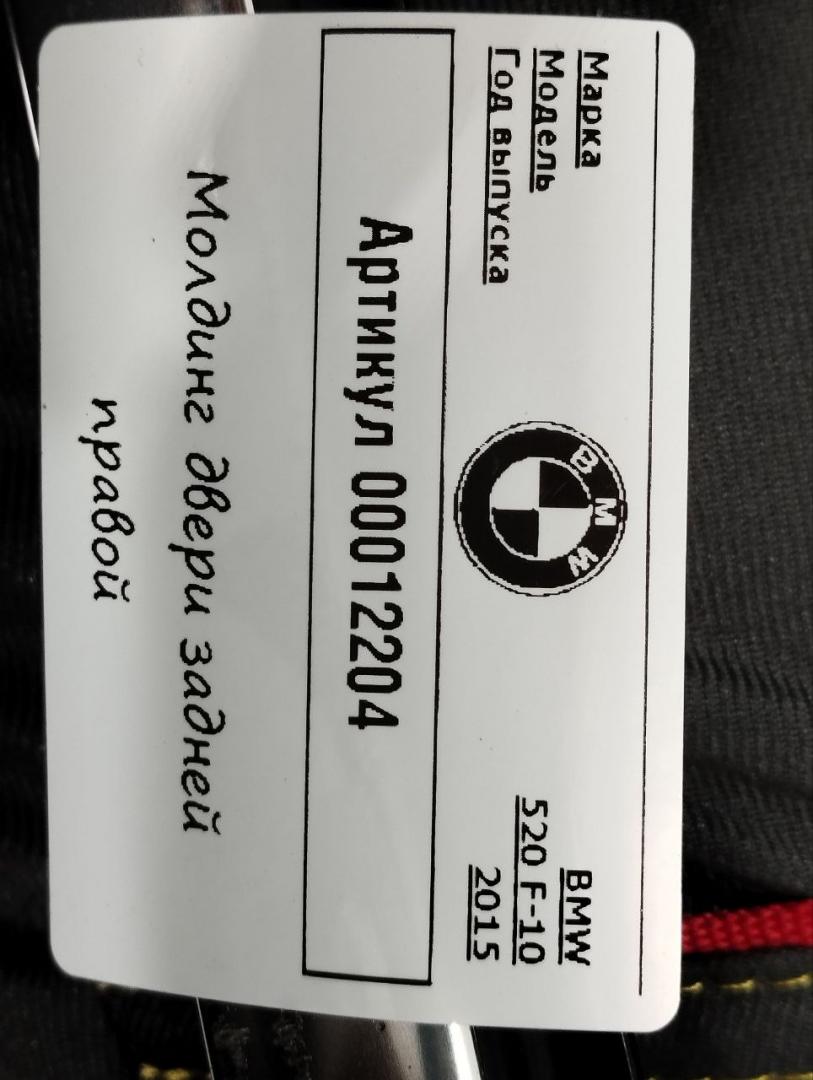 Марка BMW
Модель 520 F-10
Год выпуска 2015
BMW
Артикул 00012204
Молдинг двери задней
правой